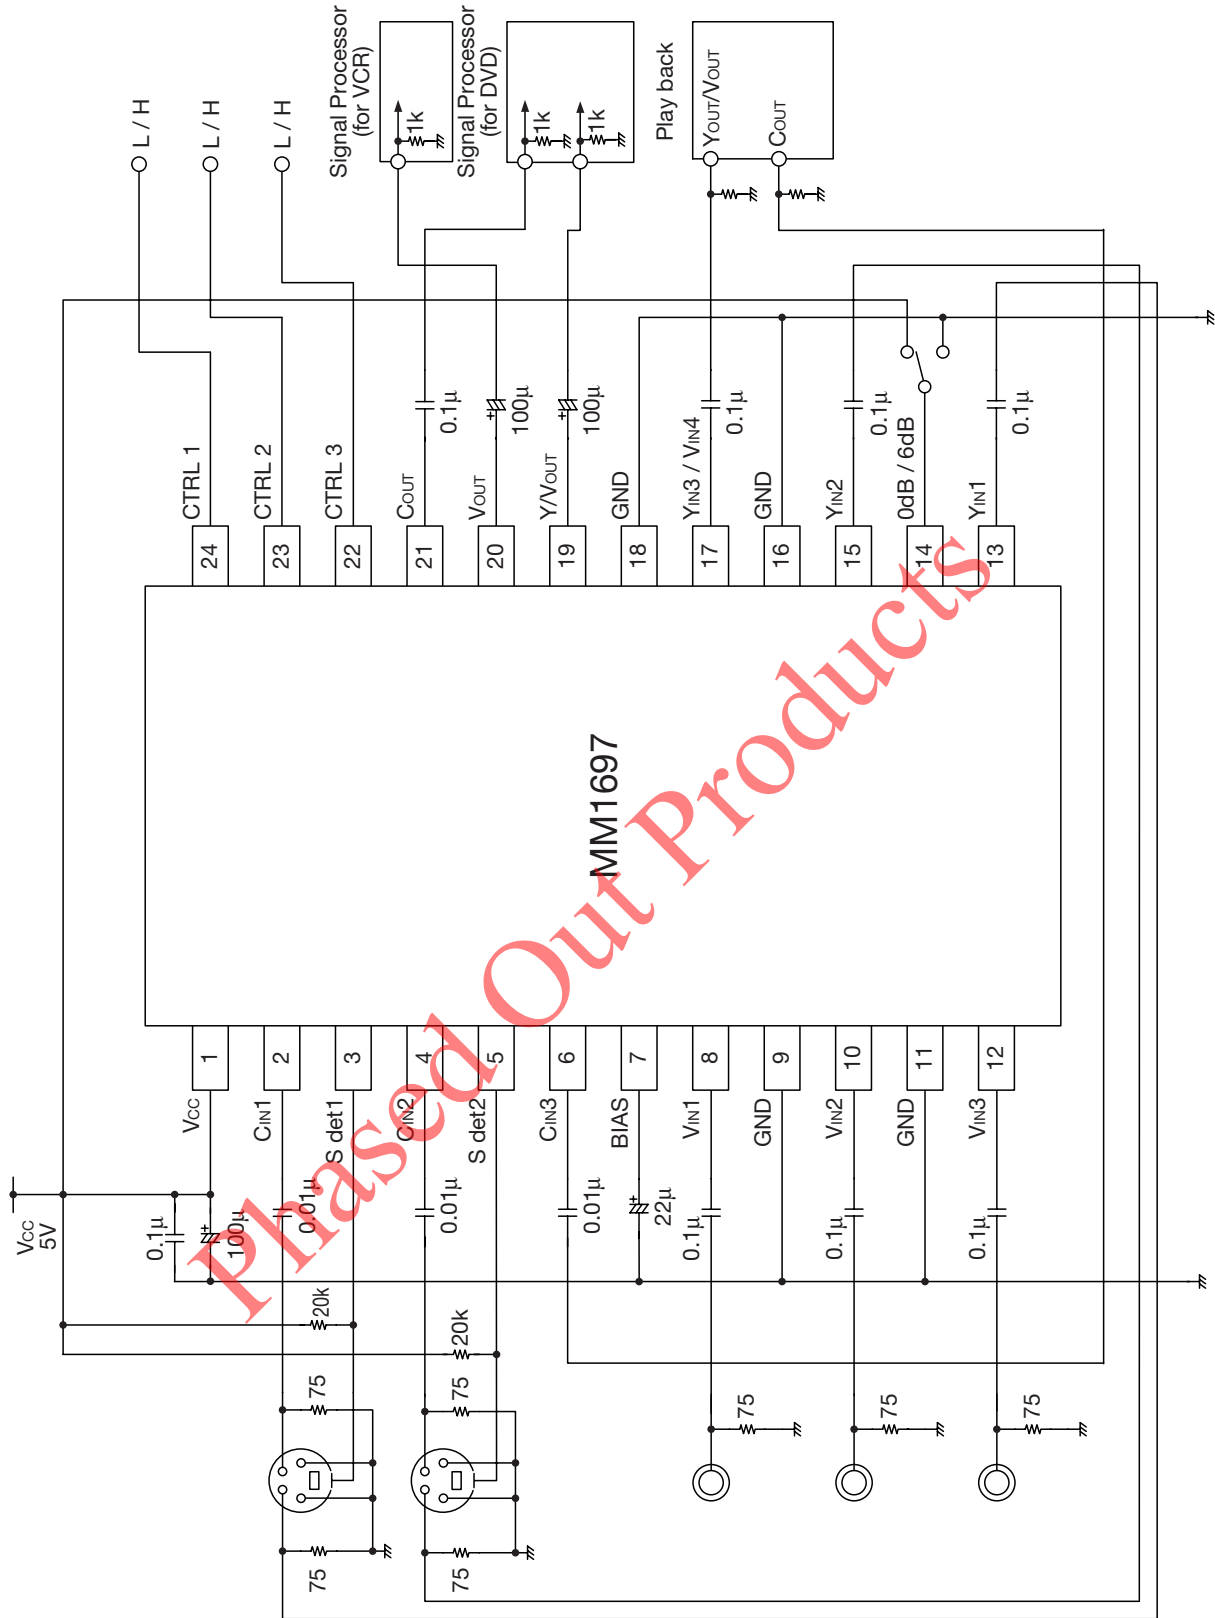 Signal Processor
(for VCR)
1k
Signal Processor
(for DVD)
1k
1k
Play back
YOUT/VOUT
COUT
L / H
L / H
L / H
CTRL 1
CTRL 2
CTRL 3
COUT
0.1μ
VOUT
+
100μ
Y/VOUT
+
100μ
GND
YIN3 / VIN4
0.1μ
GND
YIN2
0.1μ
0dB / 6dB
YIN1
0.1μ
24
23
22
21
20
19
18
17
16
15
14
13
MM1697
1
2
3
4
5
6
7
8
9
10
11
12
VCC
CIN1
S det1
CIN2
S det2
CIN3
BIAS
VIN1
GND
VIN2
GND
VIN3
VCC
5V
0.1μ
+
100μ
0.01μ
0.01μ
0.01μ
+
22μ
0.1μ
0.1μ
0.1μ
20k
20k
75
75
75
75
75
75
75
Phased Out Products